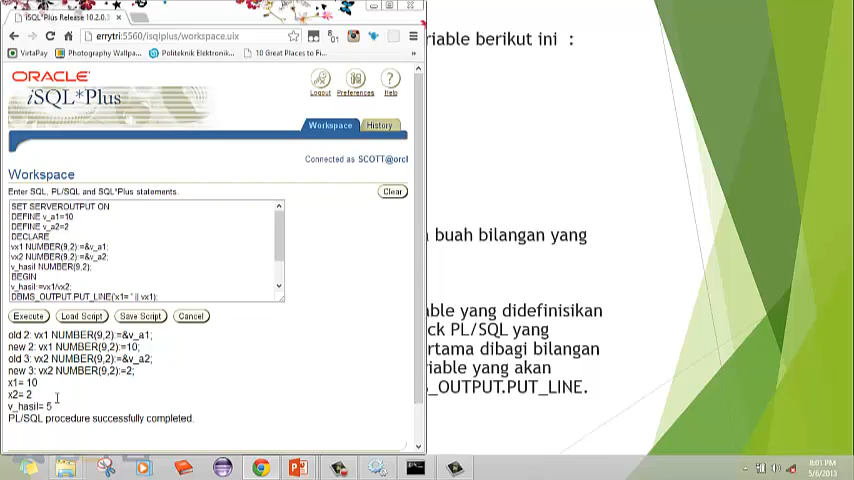 iSQL*Plus Release 10.2.0.
errytri:5560/isqlplus/workspace.uix
VirtaPay
Photography Wallpa...
Politeknik Elektronik...
10 Great Places to Fi...
»
ORACLE
iSQL*Plus
Logout
Preferences
Help
Workspace
History
Connected as SCOTT@orcl
Workspace
Enter SQL, PL/SQL and SQL*Plus statements.
Clear
SET SERVEROUTPUT ON
DEFINE v_a1=10
DEFINE v_a2=2
DECLARE
vx1 NUMBER(9,2):=&v_a1;
vx2 NUMBER(9,2):=&v_a2;
v_hasil NUMBER(9,2);
BEGIN
v_hasil:=vx1/vx2;
DBMS_OUTPUT.PUT_LINE('x1= ' || vx1);
Execute
Load Script
Save Script
Cancel
old 2: vx1 NUMBER(9,2):=&v_a1;
new 2: vx1 NUMBER(9,2):=10;
old 3: vx2 NUMBER(9,2):=&v_a2;
new 3: vx2 NUMBER(9,2):=2;
x1= 10
x2= 2
v_hasil= 5
PL/SQL procedure successfully completed.
riable berikut ini :
buah bilangan yang
able yang didefinisikan
ck PL/SQL yang
ertama dibagi bilangan
riable yang akan
S_OUTPUT.PUT_LINE.
8:01 PM
5/6/2013